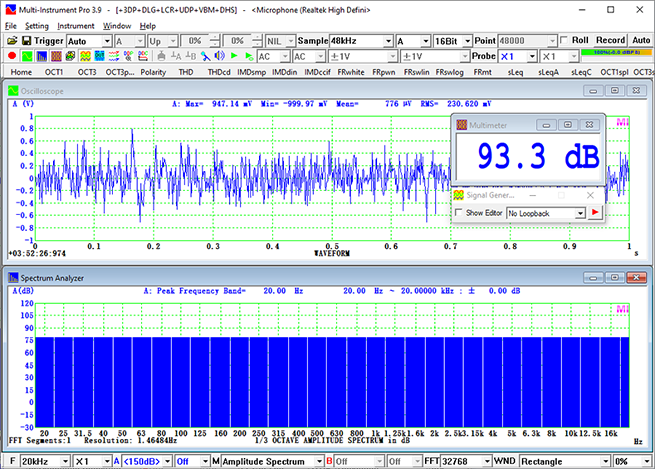 Multi-Instrument Pro 3.9 - [+3DP+DLG+LCR+UDP+VBM+DHS] - <Microphone (Realtek High Defini>
File Setting Instrument Window Help
Trigger Auto A Up 0% 0% NIL Sample 48kHz A 16Bit Point 48000 Roll Record Auto
AC AC ±1V ±1V Probe ×1 ×1
Home OCT1 OCT3 OCT3p... Polarity THD THDcd IMDsmp IMDdin IMDccif FRwhite FRpwn FRswlin FRswlog FRmt sLeq sLeqA sLeqC OCT1spl OCT3s
Oscilloscope
A (V) A: Max= 947.14 mV Min= -999.97 mV Mean= 776 µV RMS= 230.620 mV
MI
1
0.8
0.6
0.4
0.2
0
-0.2
-0.4
-0.6
-0.8
-1
0 0.1 0.2 0.3 0.4 0.5 0.6 0.7 0.8 0.9 1
+03:52:26:974 WAVEFORM s
Multimeter
93.3 dB
Signal Gener...
Show Editor No Loopback
Spectrum Analyzer
A(dB) A: Peak Frequency Band= 20.00 Hz 20.00 Hz ~ 20.00000 kHz : ± 0.00 dB
MI
120
105
90
75
60
45
30
15
0
-15
-30
20 25 31.5 40 50 63 80 100 125 160 200 250 315 400 500 630 800 1k 1.25k 1.6k 2k 2.5k 3.15k 4k 5k 6.3k 8k 10k 12.5k 16k
FFT Segments:1 Resolution: 1.46484Hz 1/3 OCTAVE AMPLITUDE SPECTRUM in dB Hz
F 20kHz ×1 A <150dB> Off M Amplitude Spectrum B Off Off FFT 32768 WND Rectangle 0%